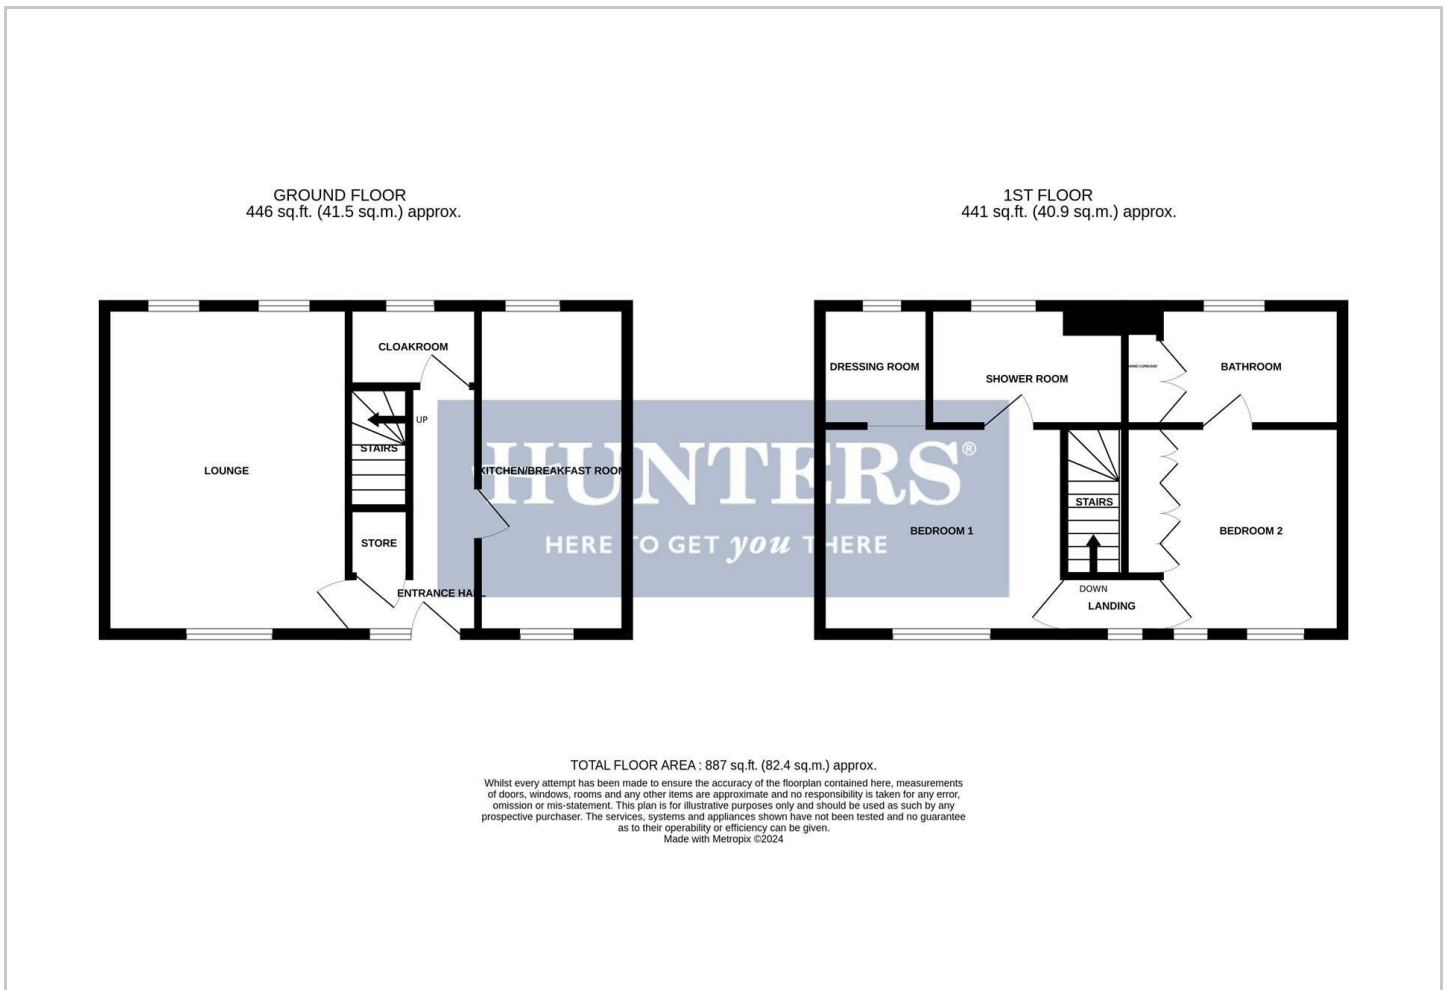 GROUND FLOOR
446 sq.ft. (41.5 sq.m.) approx.
CLOAKROOM
UP
STAIRS
LOUNGE
KITCHEN/BREAKFAST ROOM
STORE
ENTRANCE HALL
1ST FLOOR
441 sq.ft. (40.9 sq.m.) approx.
DRESSING ROOM
SHOWER ROOM
BATHROOM
STAIRS
BEDROOM 1
BEDROOM 2
DOWN
LANDING
HUNTERS®
HERE TO GET you THERE
TOTAL FLOOR AREA : 887 sq.ft. (82.4 sq.m.) approx.
Whilst every attempt has been made to ensure the accuracy of the floorplan contained here, measurements
of doors, windows, rooms and any other items are approximate and no responsibility is taken for any error,
omission or mis-statement. This plan is for illustrative purposes only and should be used as such by any
prospective purchaser. The services, systems and appliances shown have not been tested and no guarantee
as to their operability or efficiency can be given.
Made with Metropix ©2024